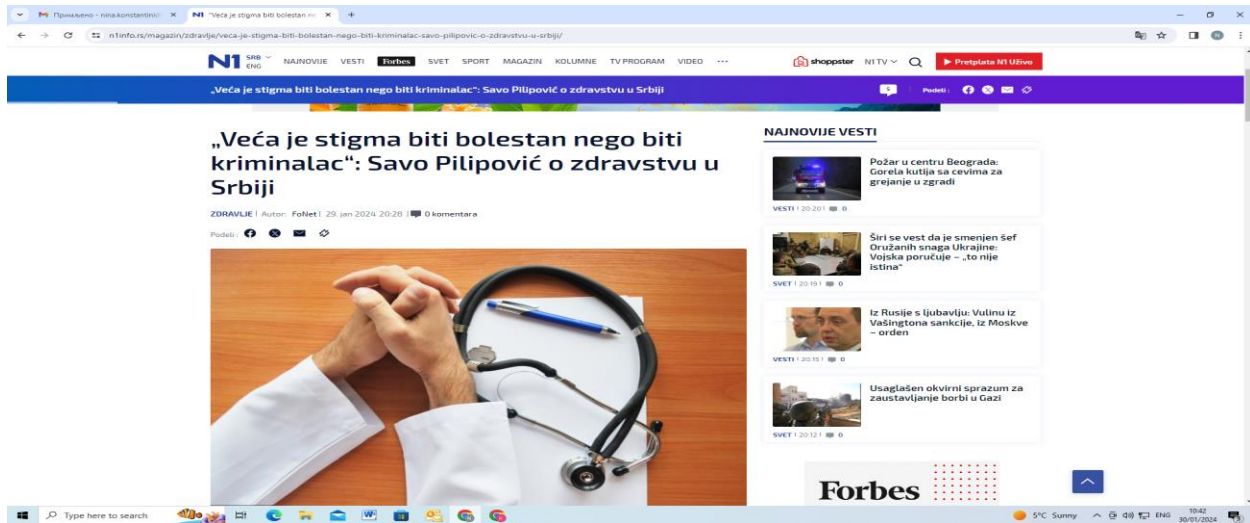 Примљено - nina.konstantinic
N1 "Veća je stigma biti bolestan ne
n1info.rs/magazin/zdravlje/veca-je-stigma-biti-bolestan-nego-biti-kriminalac-savo-pilipovic-o-zdravstvu-u-srbiji/
N1 SRB ENG NAJNOVIJE VESTI Forbes SVET SPORT MAGAZIN KOLUMNE TV PROGRAM VIDEO ••• shoppster N1 TV Pretplata N1 Uživo
„Veća je stigma biti bolestan nego biti kriminalac“: Savo Pilipović o zdravstvu u Srbiji 5 Podeli:
„Veća je stigma biti bolestan nego biti
kriminalac“: Savo Pilipović o zdravstvu u
Srbiji
ZDRAVLJE | Autor: FoNet | 29. jan 2024 20:28 | 0 komentara
Podeli:
NAJNOVIJE VESTI
Požar u centru Beograda:
Gorela kutija sa cevima za
grejanje u zgradi
VESTI | 20:20 | 0
Širi se vest da je smenjen šef
Oružanih snaga Ukrajine:
Vojska poručuje – „to nije
istina“
SVET | 20:19 | 0
Iz Rusije s ljubavlju: Vulinu iz
Vašingtona sankcije, iz Moskve
– orden
VESTI | 20:15 | 0
Usaglašen okvirni sprazum za
zaustavljanje borbi u Gazi
SVET | 20:12 | 0
Forbes
Type here to search
5°C Sunny ENG 10:42
30/01/2024